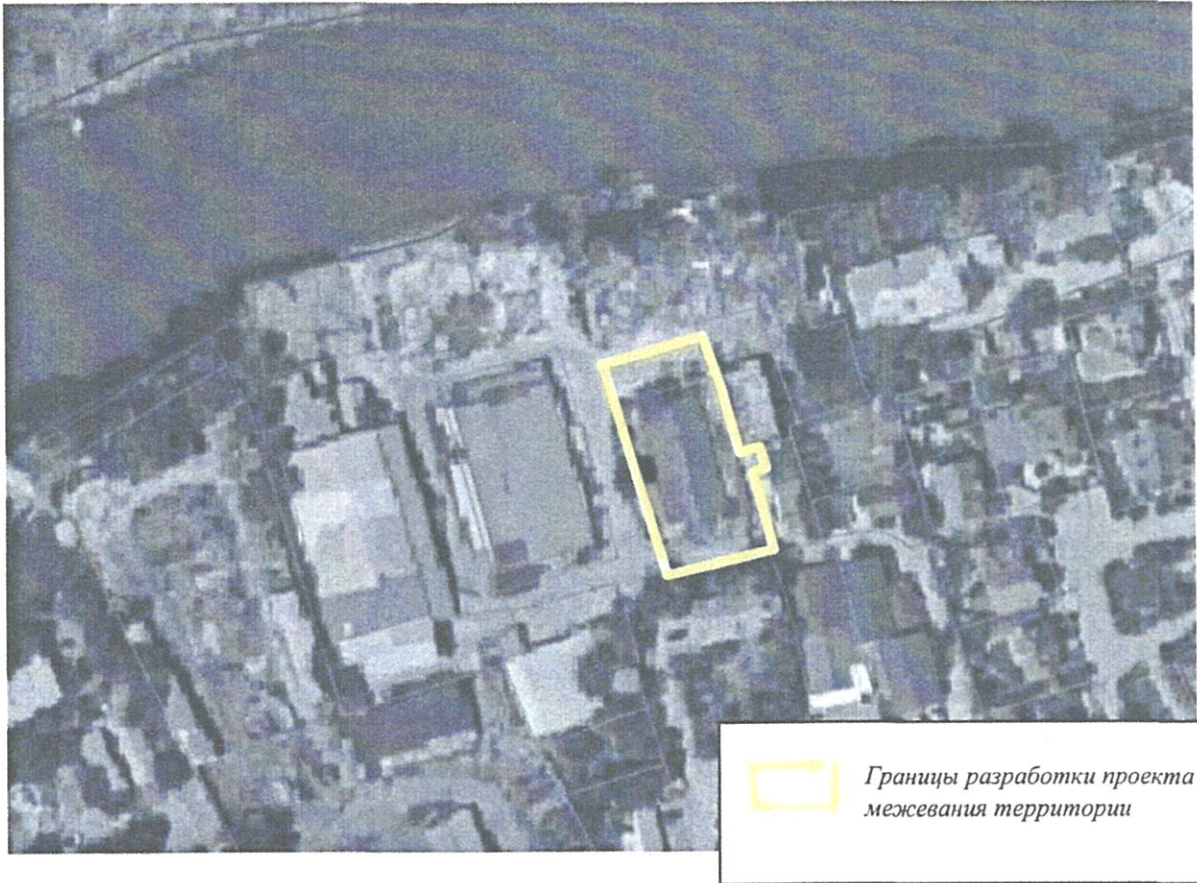 Границы разработки проекта
межевания территории